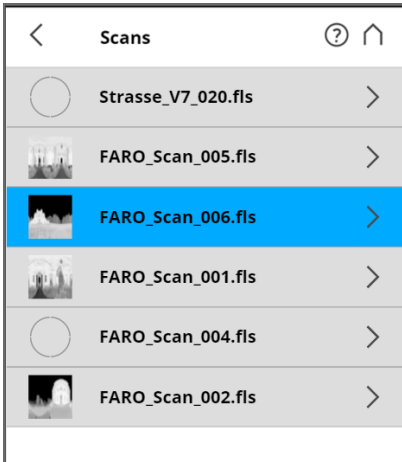 Scans
Strasse_V7_020.fls
FARO_Scan_005.fls
FARO_Scan_006.fls
FARO_Scan_001.fls
FARO_Scan_004.fls
FARO_Scan_002.fls